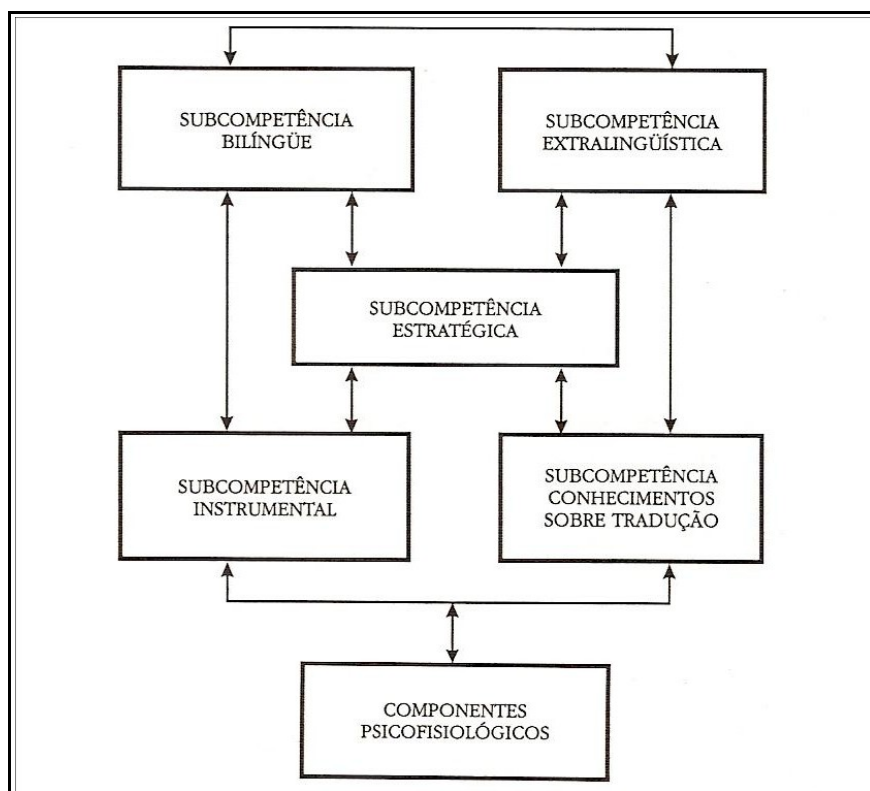 SUBCOMPETÊNCIA
BILÍNGÜE
SUBCOMPETÊNCIA
EXTRALINGÜÍSTICA
SUBCOMPETÊNCIA
ESTRATÉGICA
SUBCOMPETÊNCIA
INSTRUMENTAL
SUBCOMPETÊNCIA
CONHECIMENTOS
SOBRE TRADUÇÃO
COMPONENTES
PSICOFISIOLÓGICOS